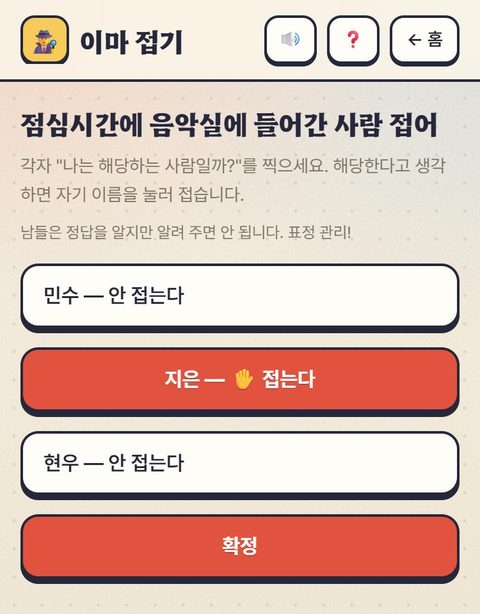 이마 접기
← 홈
점심시간에 음악실에 들어간 사람 접어
각자 "나는 해당하는 사람일까?"를 찍으세요. 해당한다고 생각
하면 자기 이름을 눌러 접습니다.
남들은 정답을 알지만 알려 주면 안 됩니다. 표정 관리!
민수 — 안 접는다
지은 — ✋ 접는다
현우 — 안 접는다
확정